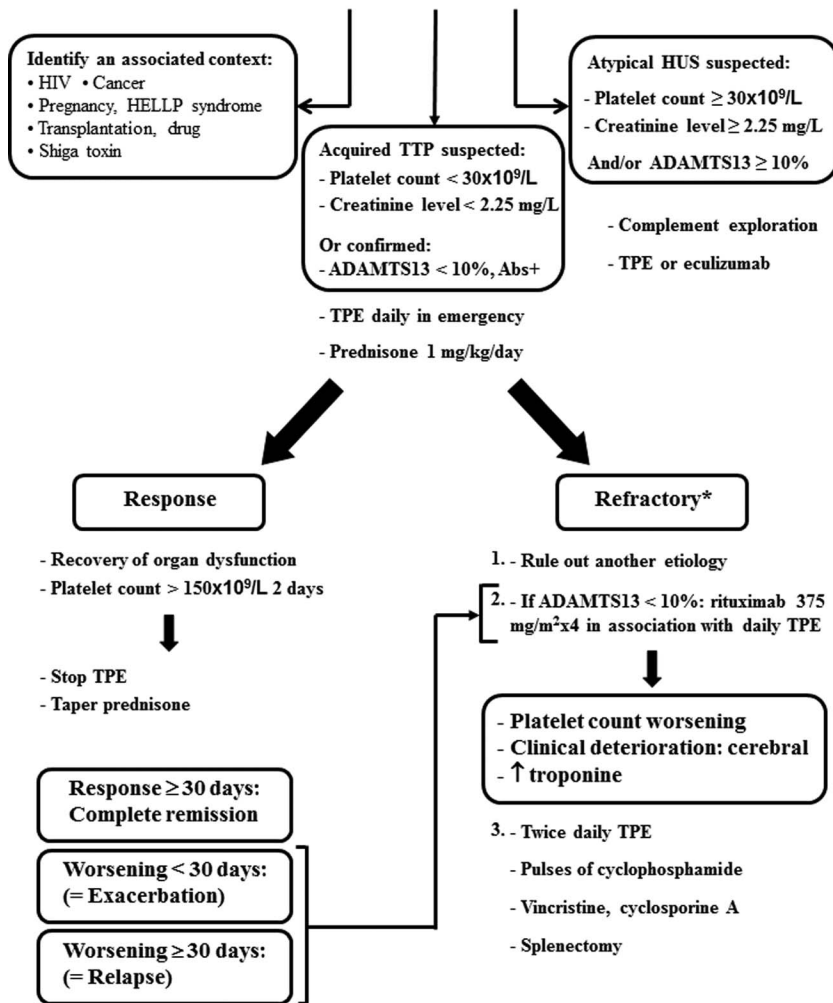 Identify an associated context:
• HIV • Cancer
• Pregnancy, HELLP syndrome
• Transplantation, drug
• Shiga toxin
Acquired TTP suspected:
- Platelet count < 30x10⁹/L
- Creatinine level < 2.25 mg/L
Or confirmed:
- ADAMTS13 < 10%, Abs+
Atypical HUS suspected:
- Platelet count ≥ 30x10⁹/L
- Creatinine level ≥ 2.25 mg/L
And/or ADAMTS13 ≥ 10%
- Complement exploration
- TPE or eculizumab
- TPE daily in emergency
- Prednisone 1 mg/kg/day
Response
- Recovery of organ dysfunction
- Platelet count > 150x10⁹/L 2 days
- Stop TPE
- Taper prednisone
Response ≥ 30 days:
Complete remission
Worsening < 30 days:
(= Exacerbation)
Worsening ≥30 days:
(= Relapse)
Refractory*
1. - Rule out another etiology
2. - If ADAMTS13 < 10%: rituximab 375
mg/m²x4 in association with daily TPE
- Platelet count worsening
- Clinical deterioration: cerebral
- ↑ troponine
3. - Twice daily TPE
- Pulses of cyclophosphamide
- Vincristine, cyclosporine A
- Splenectomy